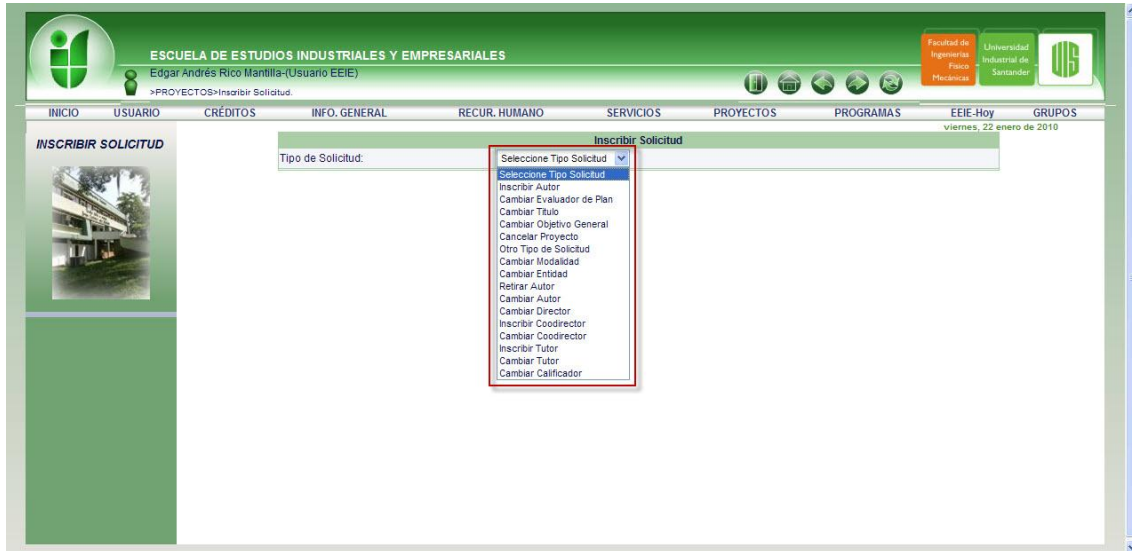 ESCUELA DE ESTUDIOS INDUSTRIALES Y EMPRESARIALES
Edgar Andrés Rico Mantilla-(Usuario EEIE)
>PROYECTOS>Inscribir Solicitud.
Facultad de
Ingenierías
Físico
Mecánicas
Universidad
Industrial de
Santander
UIS
INICIO USUARIO CRÉDITOS INFO. GENERAL RECUR. HUMANO SERVICIOS PROYECTOS PROGRAMAS EEIE-Hoy GRUPOS
viernes, 22 enero de 2010
INSCRIBIR SOLICITUD
Inscribir Solicitud
Tipo de Solicitud: Seleccione Tipo Solicitud
Seleccione Tipo Solicitud
Inscribir Autor
Cambiar Evaluador de Plan
Cambiar Titulo
Cambiar Objetivo General
Cancelar Proyecto
Otro Tipo de Solicitud
Cambiar Modalidad
Cambiar Entidad
Retirar Autor
Cambiar Autor
Cambiar Director
Inscribir Coodirector
Cambiar Coodirector
Inscribir Tutor
Cambiar Tutor
Cambiar Calificador